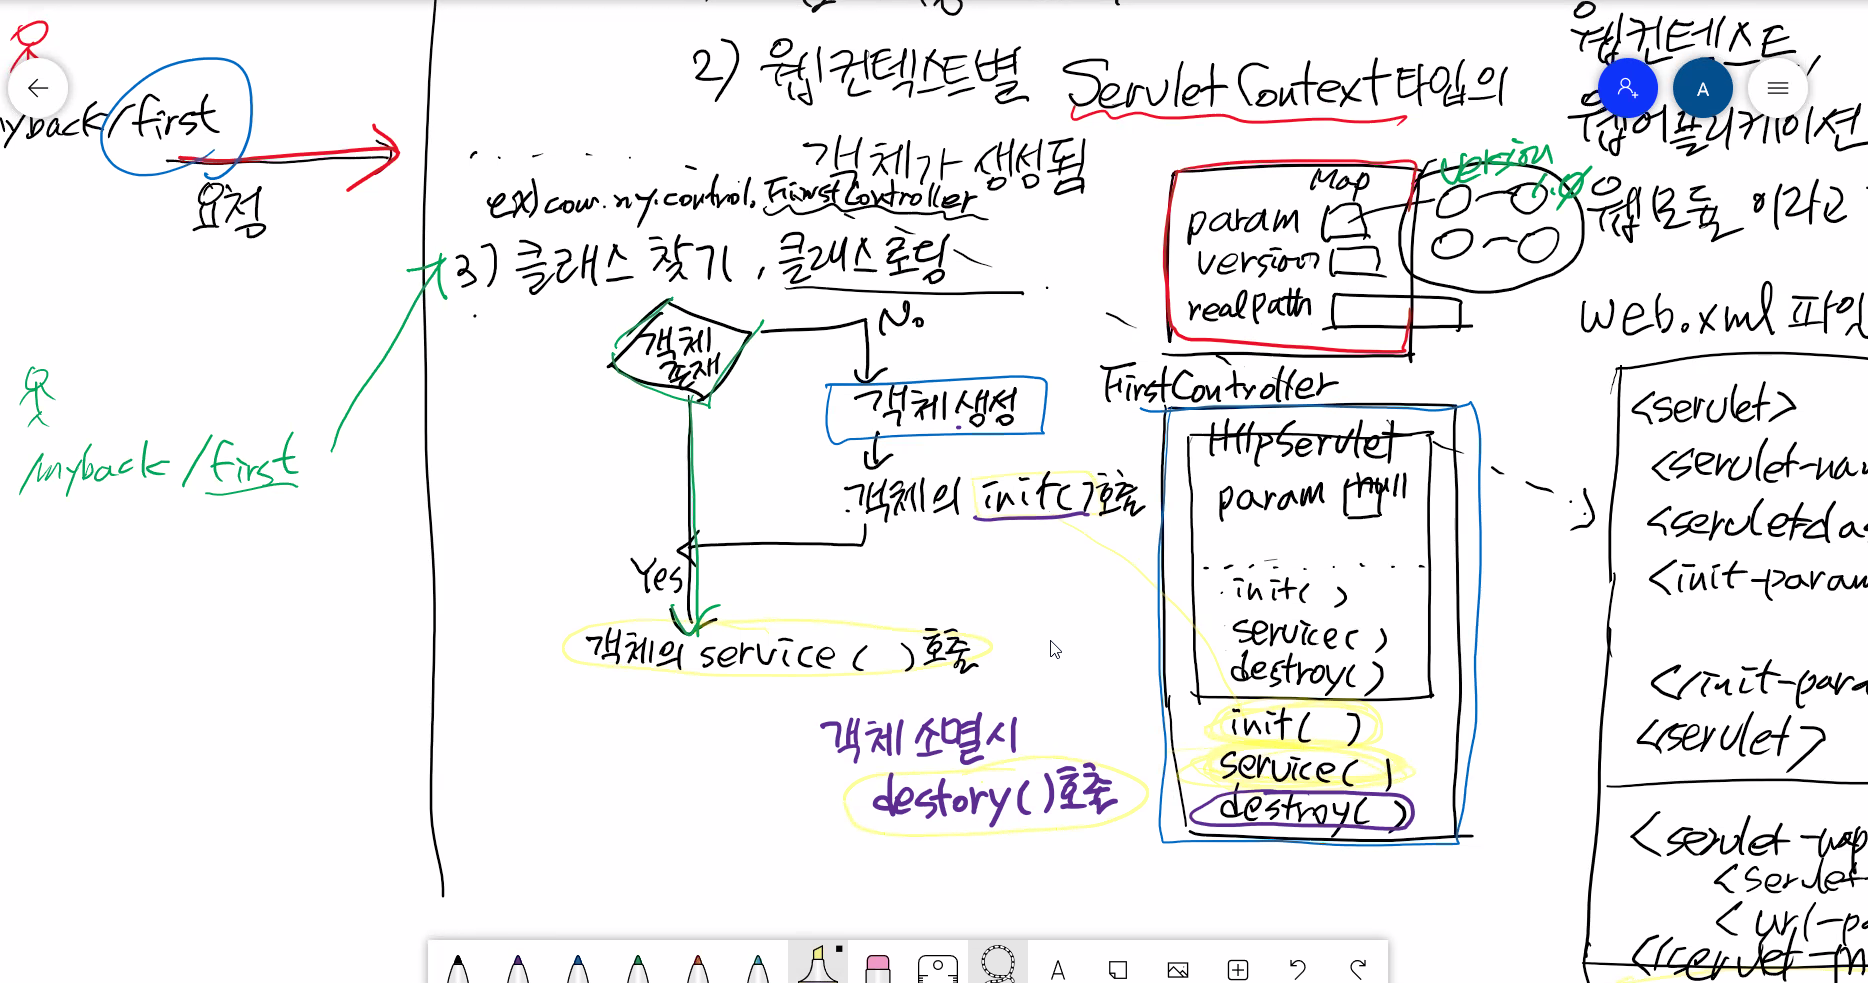 2) 웹컨텍스트별 ServletContext타입의
객체가 생성됨
ex) com.my.control.FirstController
3) 클래스 찾기, 클래스로딩
객체
존재
No
객체생성
객체의 init()호출
Yes
객체의 service( )호출
객체 소멸시
destory()호출
/first
요청
/myback/first
Map
param
version
realpath
version
1.0
FirstController
HttpServlet
param null
init( )
service( )
destroy( )
init( )
service( )
destroy( )
웹컨텍스트
웹어플리케이션
웹모듈 이라고
web.xml 파일
<servlet>
<servlet-nam
<servletclas
<init-param
</init-para
<servlet>
<servlet-map
<servlet
<url-pa
</servlet-m
A
A